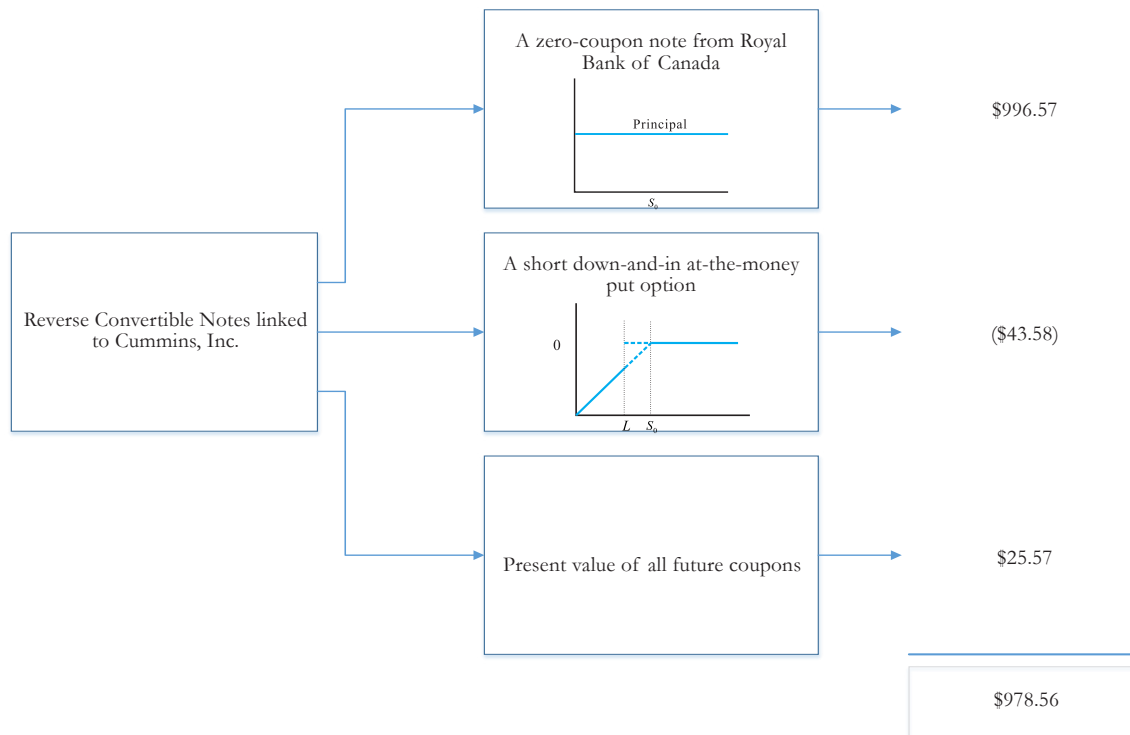 A zero-coupon note from Royal
Bank of Canada
Principal
S₀
$996.57
Reverse Convertible Notes linked
to Cummins, Inc.
A short down-and-in at-the-money
put option
0
L S₀
($43.58)
Present value of all future coupons
$25.57
$978.56